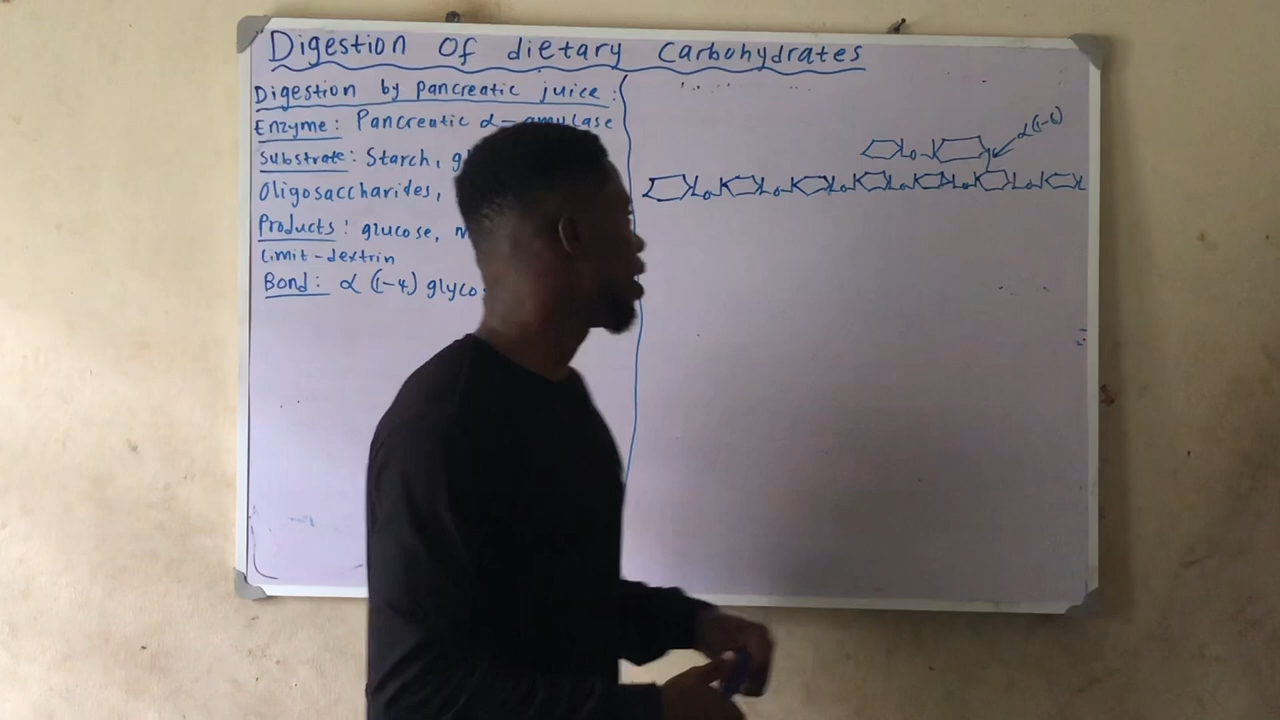 Digestion Of dietary Carbohydrates
Digestion by pancreatic juice :
Enzyme : Pancreatic α-amylase
Substrate : Starch,
Oligosaccharides,
Products : glucose,
Limit-dextrin
Bond : α (1-4)
α(1-6)